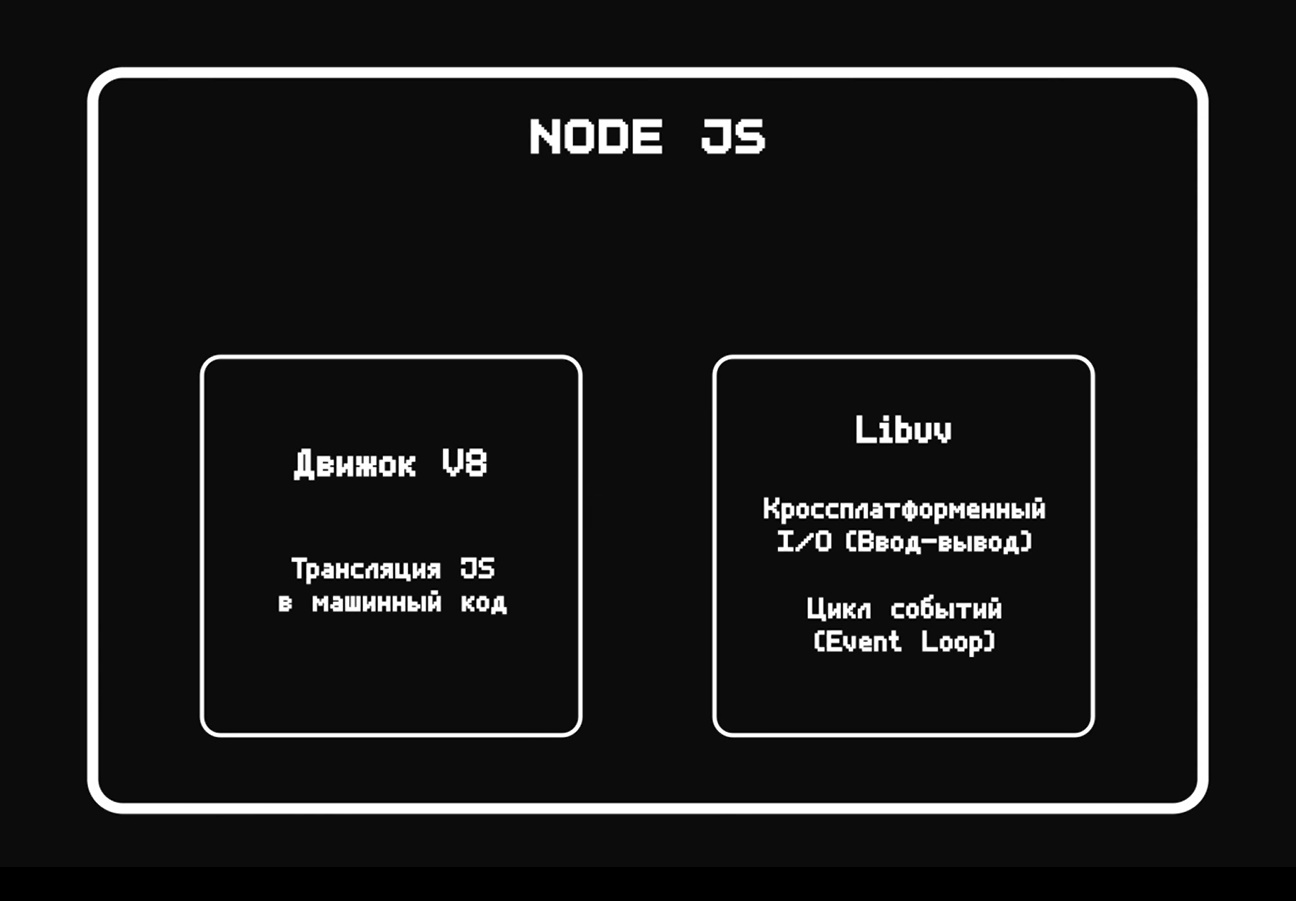 NODE JS
Движок V8
Трансляция JS
в машинный код
Libuv
Кроссплатформенный
I/O (Ввод-вывод)
Цикл событий
(Event Loop)